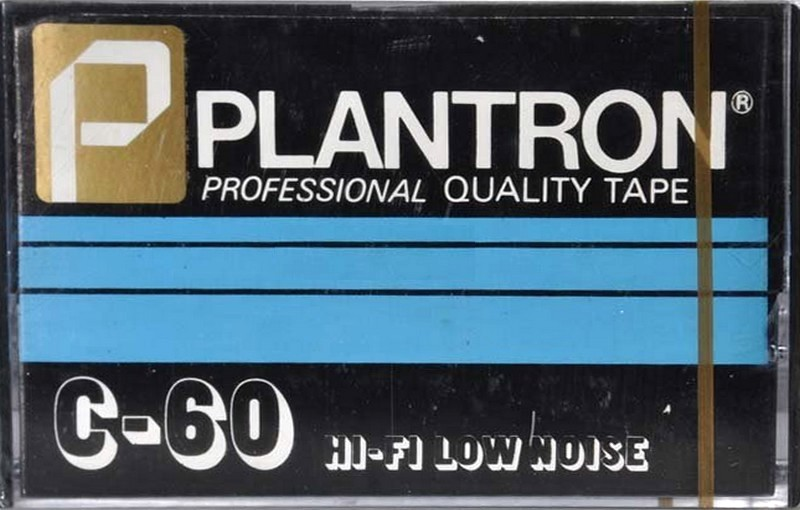 P PLANTRON®
PROFESSIONAL QUALITY TAPE
C-60 HI-FI LOW NOISE